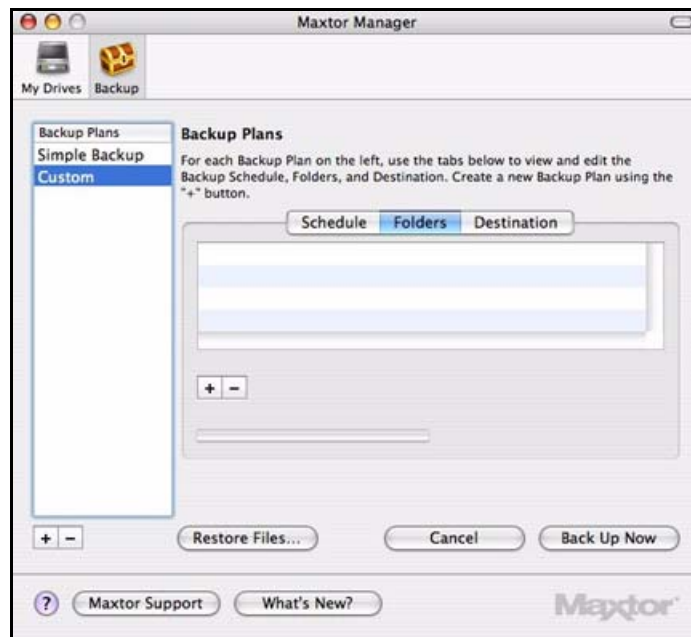 Maxtor Manager
My Drives
Backup
Backup Plans
Simple Backup
Custom
Backup Plans
For each Backup Plan on the left, use the tabs below to view and edit the
Backup Schedule, Folders, and Destination. Create a new Backup Plan using the
"+" button.
Schedule Folders Destination
+ −
+ −
Restore Files... Cancel Back Up Now
? Maxtor Support What's New? Maxtor